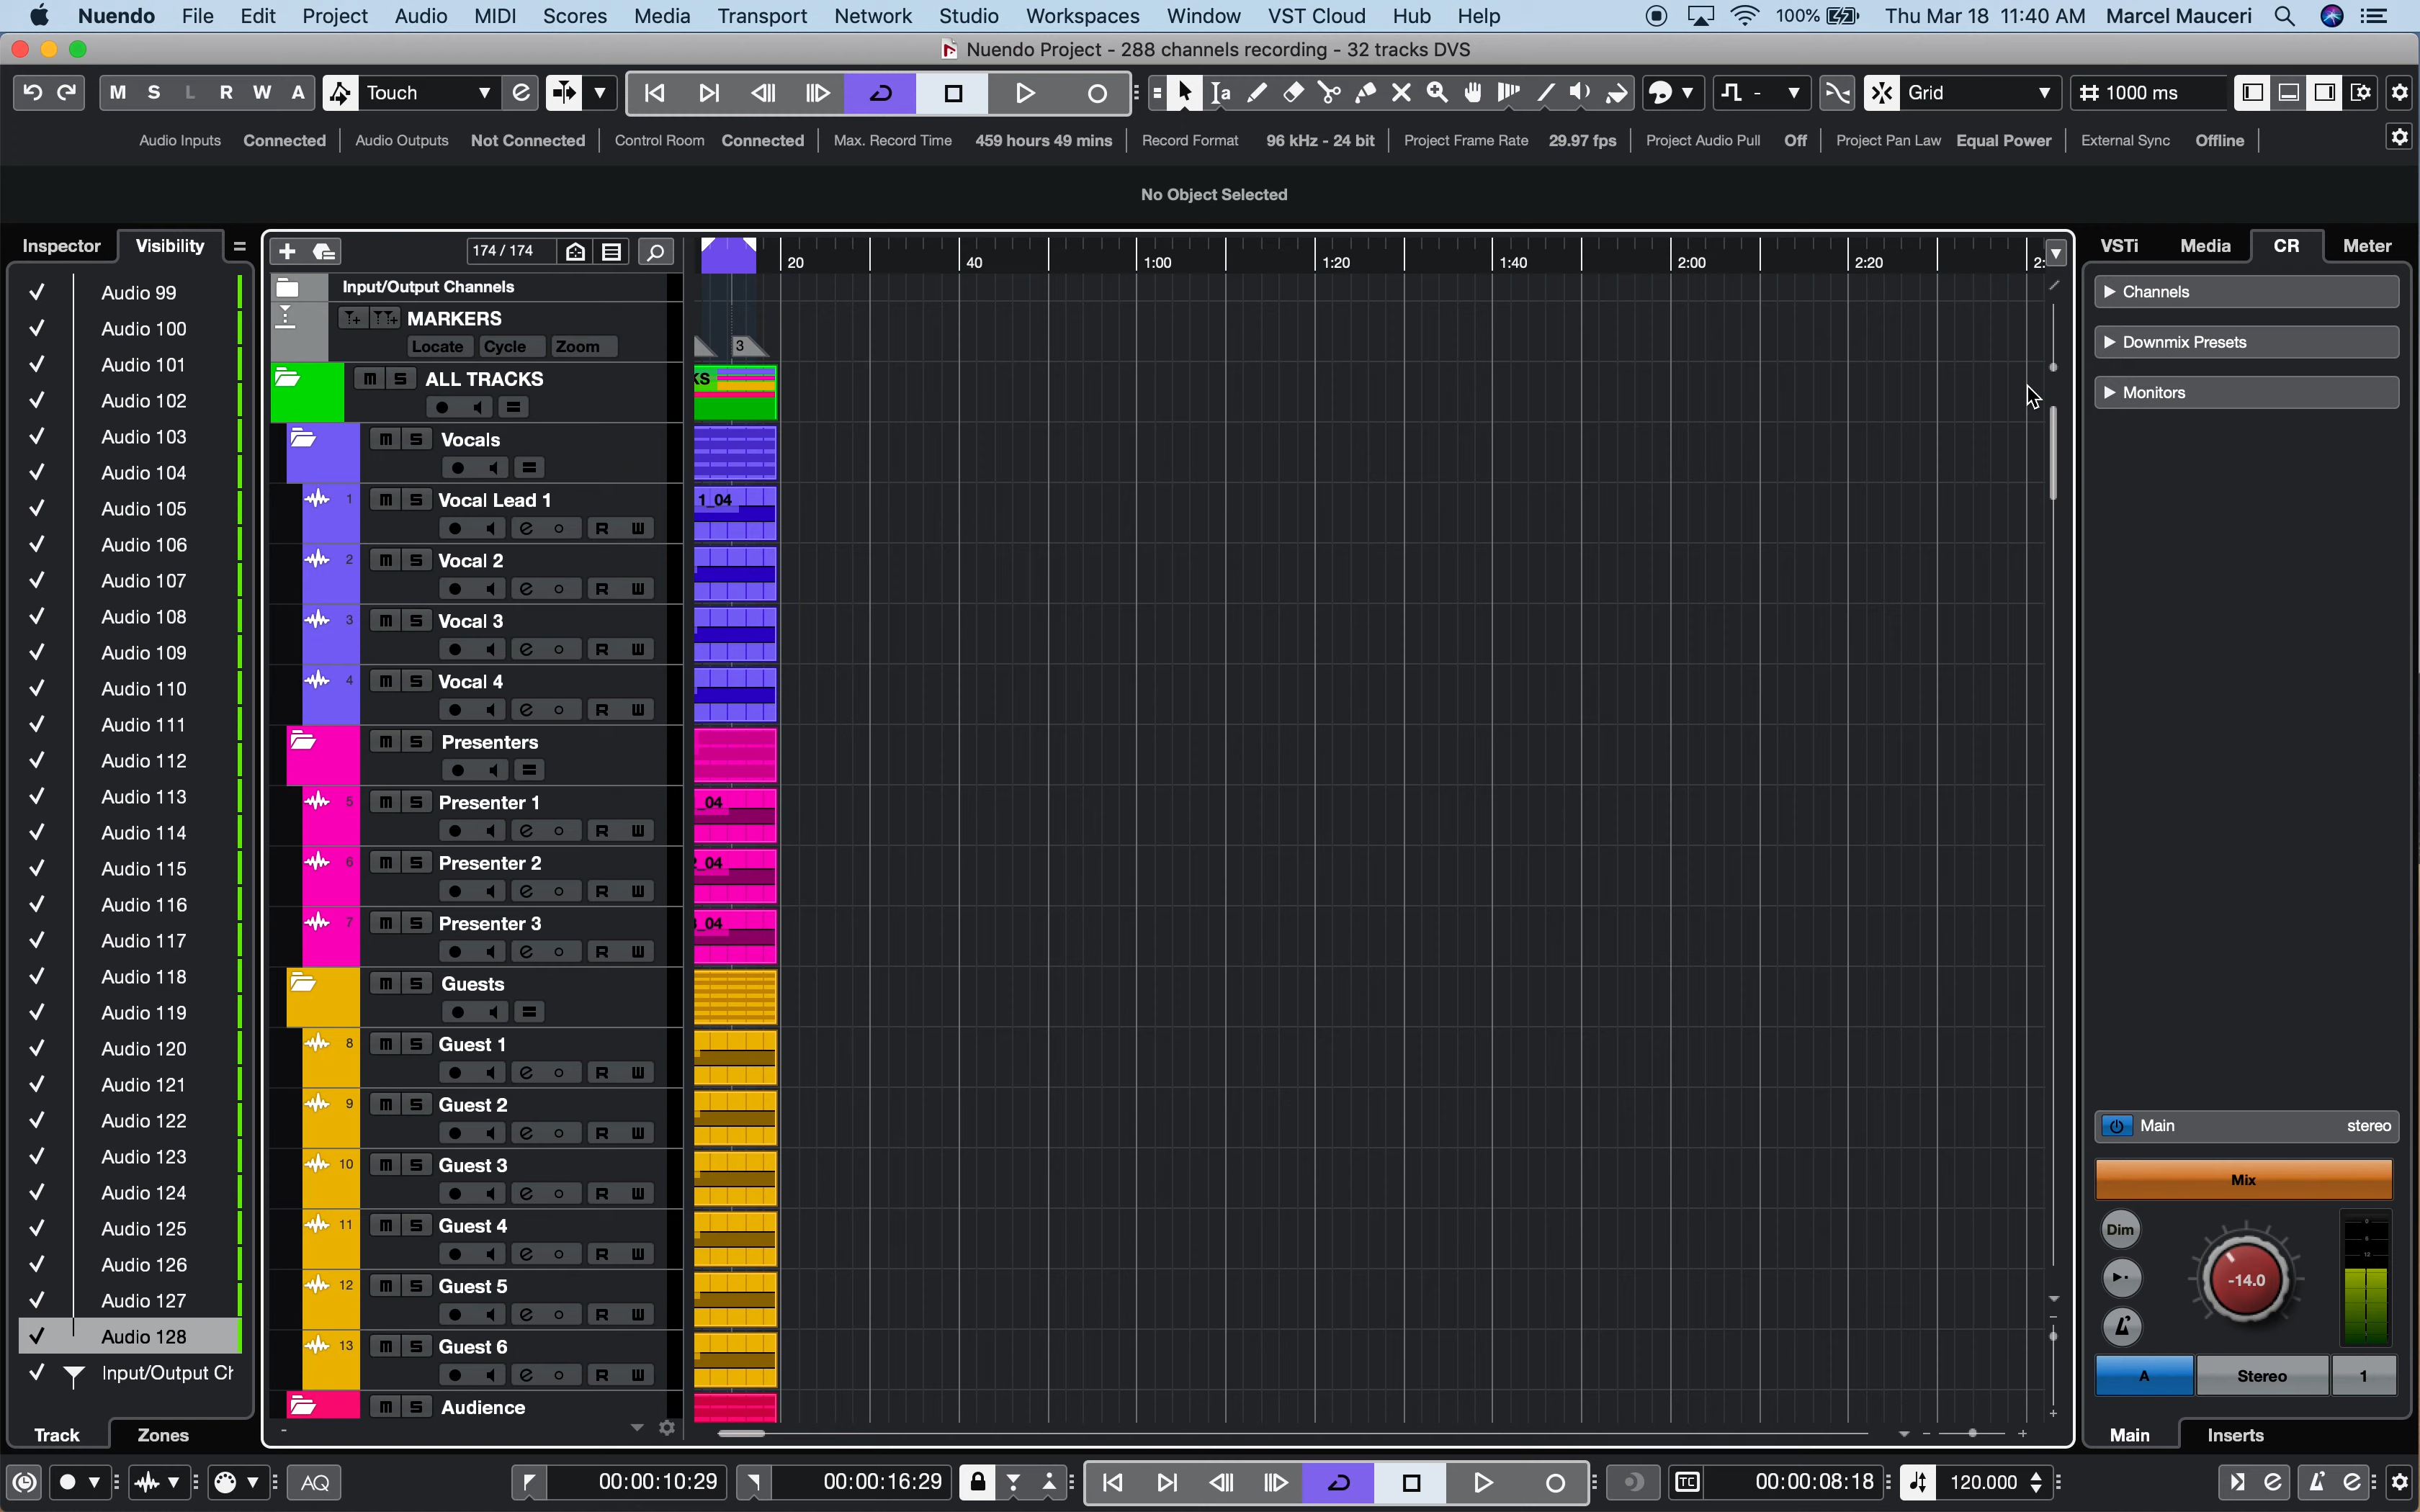 Nuendo File Edit Project Audio MIDI Scores Media Transport Network Studio Workspaces Window VST Cloud Hub Help 100% Thu Mar 18 11:40 AM Marcel Mauceri
Nuendo Project - 288 channels recording - 32 tracks DVS
M S L R W A Touch e a - Grid 1000 ms
Audio Inputs Connected Audio Outputs Not Connected Control Room Connected Max. Record Time 459 hours 49 mins Record Format 96 kHz - 24 bit Project Frame Rate 29.97 fps Project Audio Pull Off Project Pan Law Equal Power External Sync Offline
No Object Selected
Inspector Visibility
Audio 99
Audio 100
Audio 101
Audio 102
Audio 103
Audio 104
Audio 105
Audio 106
Audio 107
Audio 108
Audio 109
Audio 110
Audio 111
Audio 112
Audio 113
Audio 114
Audio 115
Audio 116
Audio 117
Audio 118
Audio 119
Audio 120
Audio 121
Audio 122
Audio 123
Audio 124
Audio 125
Audio 126
Audio 127
Audio 128
Input/Output Ch
Track Zones
174 / 174
20 40 1:00 1:20 1:40 2:00 2:20 2:
Input/Output Channels
MARKERS
Locate Cycle Zoom 3
m S ALL TRACKS KS
m S Vocals
1 m S Vocal Lead 1 1_04
e R W
2 m S Vocal 2
e R W
3 m S Vocal 3
e R W
4 m S Vocal 4
e R W
m S Presenters
5 m S Presenter 1 _04
e R W
6 m S Presenter 2 2_04
e R W
7 m S Presenter 3 3_04
e R W
m S Guests
8 m S Guest 1
e R W
9 m S Guest 2
e R W
10 m S Guest 3
e R W
11 m S Guest 4
e R W
12 m S Guest 5
e R W
13 m S Guest 6
e R W
m S Audience
VSTi Media CR Meter
Channels
Downmix Presets
Monitors
Main stereo
Mix
Dim
-14.0
A Stereo 1
Main Inserts
AQ 00:00:10:29 00:00:16:29 TC 00:00:08:18 120.000 e e